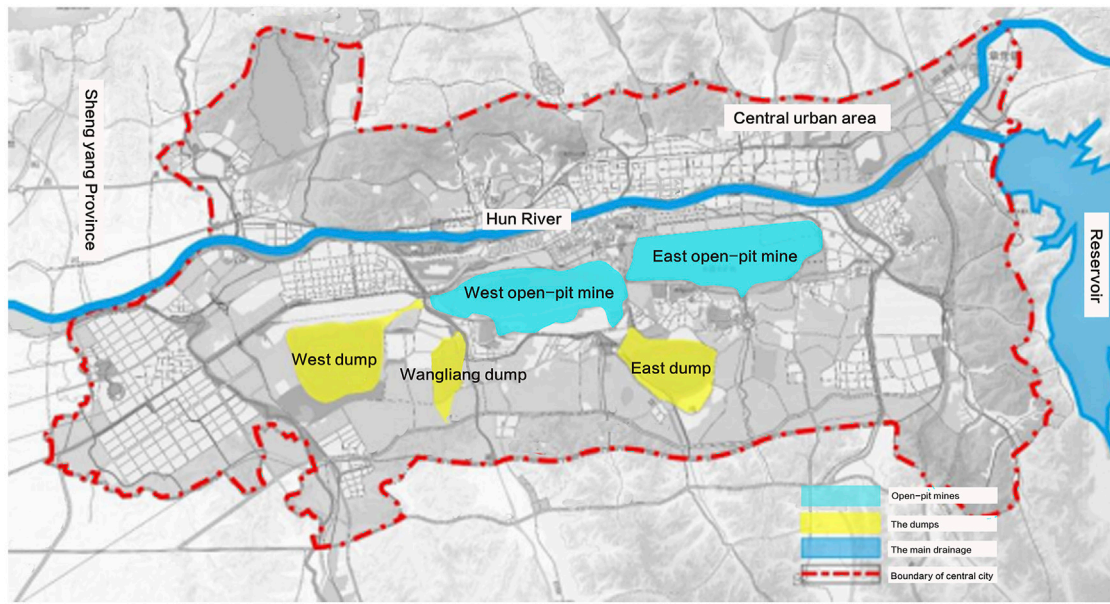 Central urban area
Sheng yang Province
Hun River
Reservoir
East open-pit mine
West open-pit mine
West dump
Wangliang dump
East dump
Open-pit mines
The dumps
The main drainage
Boundary of central city